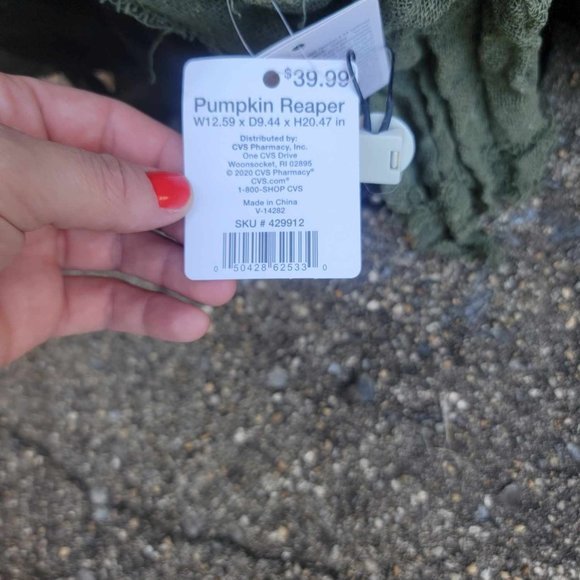 $39.99
Pumpkin Reaper
W12.59 x D9.44 x H20.47 in
Distributed by:
CVS Pharmacy, Inc.
One CVS Drive
Woonsocket, RI 02895
© 2020 CVS Pharmacy®
CVS.com®
1-800-SHOP CVS
Made in China
V-14282
SKU # 429912
0 50428 62533 0